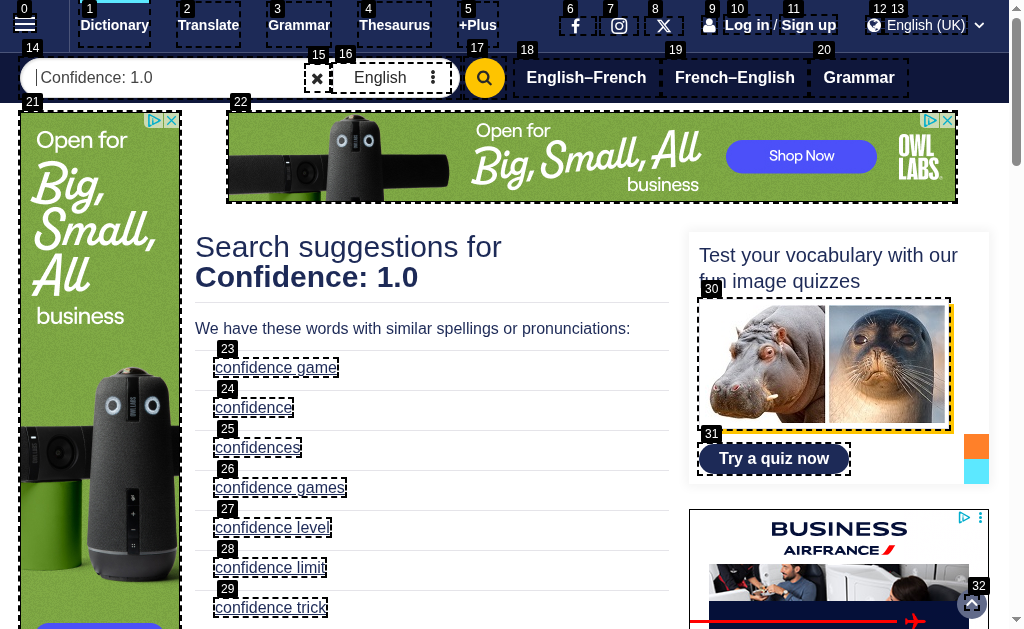 0 1 2 3 4 5 6 7 8 9 10 11 12 13
Dictionary Translate Grammar Thesaurus +Plus Log in / Sign up English (UK)
14 15 16 17 18 19 20
Confidence: 1.0 English English–French French–English Grammar
21 22
Open for
Big,
Small,
All
business
Open for
Big, Small, All
business
Shop Now
OWL
LABS
Search suggestions for
Confidence: 1.0
We have these words with similar spellings or pronunciations:
23
confidence game
24
confidence
25
confidences
26
confidence games
27
confidence level
28
confidence limit
29
confidence trick
Test your vocabulary with our
fun image quizzes
30
31
Try a quiz now
BUSINESS
AIRFRANCE
32